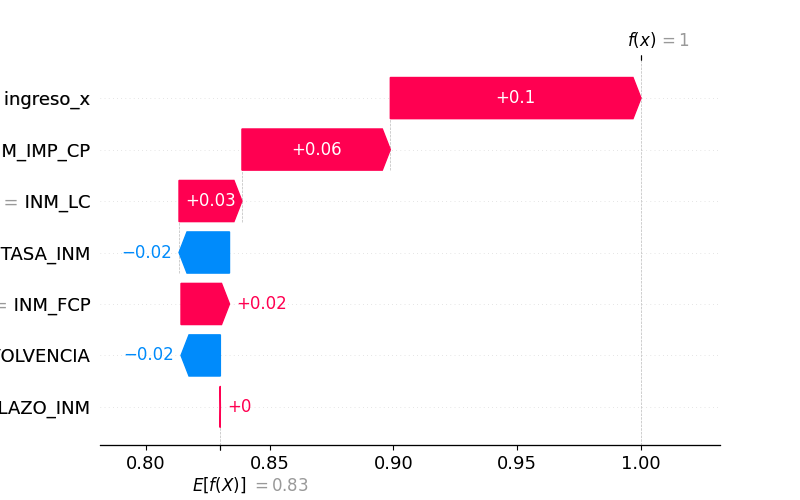 f(x) = 1
ingreso_x
+0.1
M_IMP_CP
+0.06
= INM_LC
+0.03
TASA_INM
−0.02
= INM_FCP
+0.02
OLVENCIA
−0.02
LAZO_INM
+0
0.80 0.85 0.90 0.95 1.00
E[f(X)] = 0.83